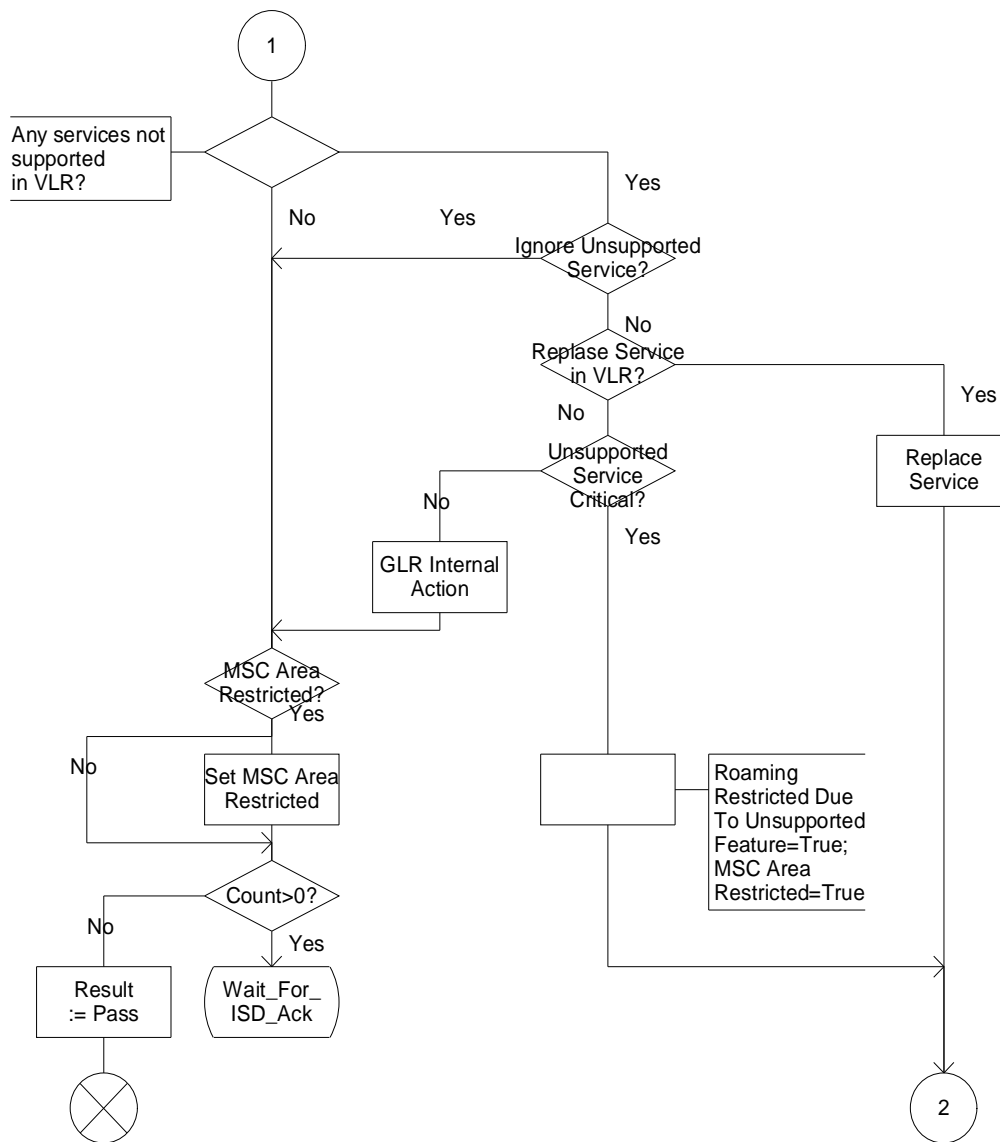 1
Any services not
supported
in VLR?
Yes
No
Yes
Ignore Unsupported
Service?
No
Replase Service
in VLR?
Yes
No
Unsupported
Service
Critical?
Replace
Service
No
Yes
GLR Internal
Action
MSC Area
Restricted?
Yes
No
Set MSC Area
Restricted
Roaming
Restricted Due
To Unsupported
Feature=True;
MSC Area
Restricted=True
Count>0?
No
Yes
Result
:= Pass
Wait_For_
ISD_Ack
2